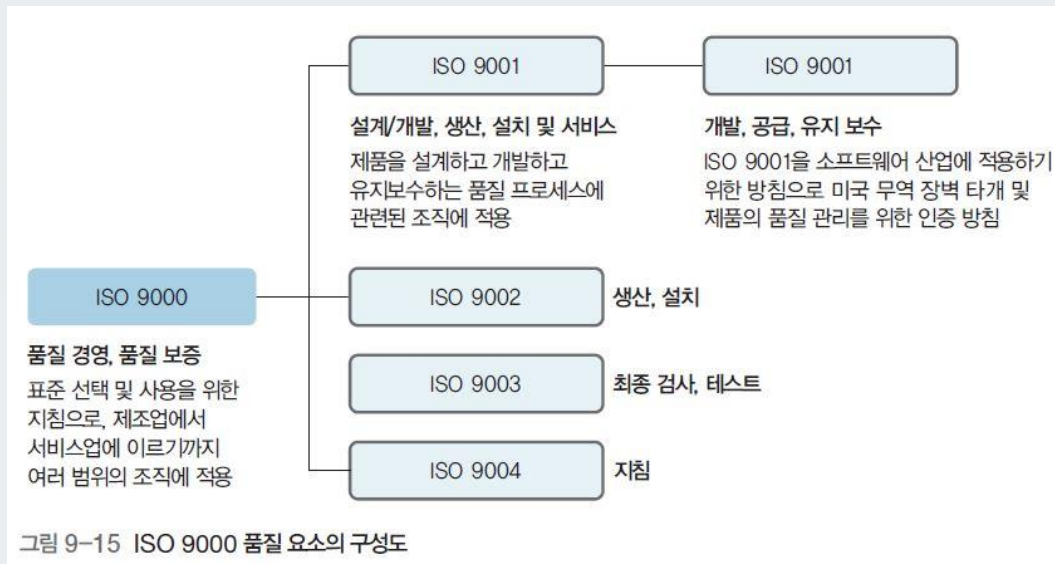 ISO 9001
설계/개발, 생산, 설치 및 서비스
제품을 설계하고 개발하고
유지보수하는 품질 프로세스에
관련된 조직에 적용
ISO 9001
개발, 공급, 유지 보수
ISO 9001을 소프트웨어 산업에 적용하기
위한 방침으로 미국 무역 장벽 타개 및
제품의 품질 관리를 위한 인증 방침
ISO 9000
품질 경영, 품질 보증
표준 선택 및 사용을 위한
지침으로, 제조업에서
서비스업에 이르기까지
여러 범위의 조직에 적용
ISO 9002
생산, 설치
ISO 9003
최종 검사, 테스트
ISO 9004
지침
그림 9-15 ISO 9000 품질 요소의 구성도